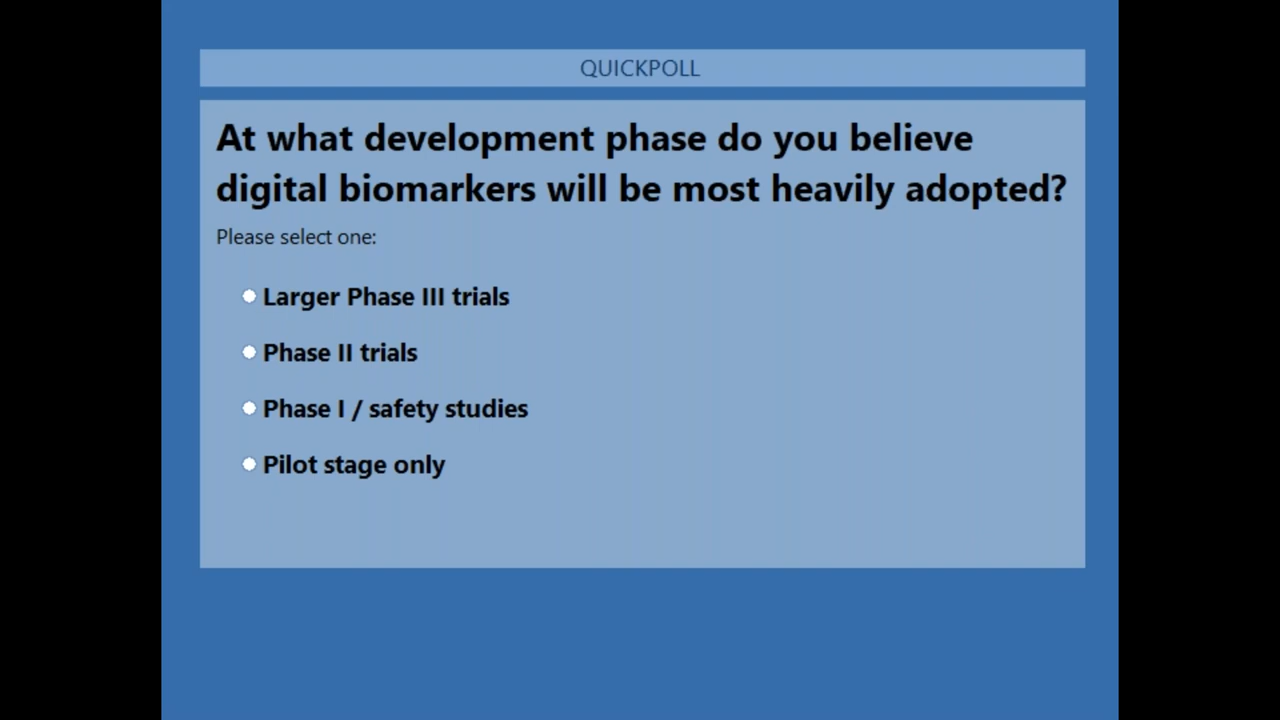 QUICKPOLL
At what development phase do you believe
digital biomarkers will be most heavily adopted?
Please select one:
Larger Phase III trials
Phase II trials
Phase I / safety studies
Pilot stage only